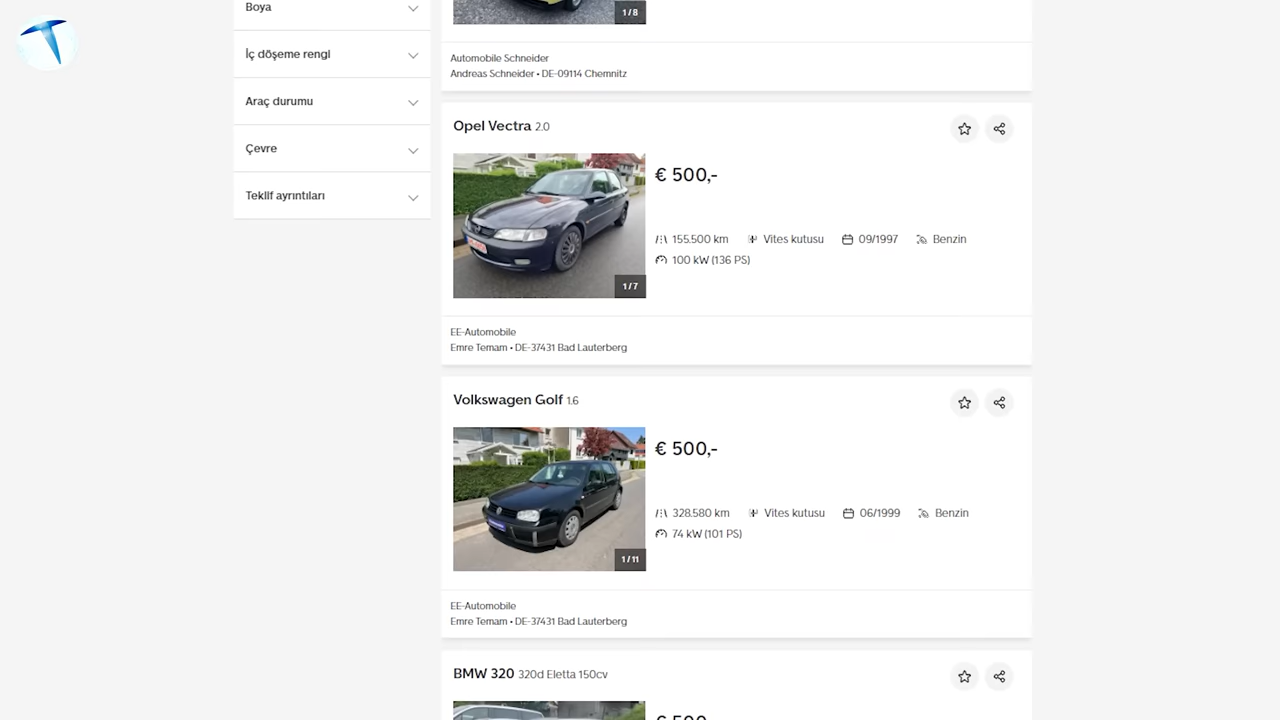 Boya
İç döşeme rengi
Araç durumu
Çevre
Teklif ayrıntıları
1/8
Automobile Schneider
Andreas Schneider • DE-09114 Chemnitz
Opel Vectra 2.0
€ 500,-
155.500 km Vites kutusu 09/1997 Benzin
100 kW (136 PS)
1/7
EE-Automobile
Emre Temam • DE-37431 Bad Lauterberg
Volkswagen Golf 1.6
€ 500,-
328.580 km Vites kutusu 06/1999 Benzin
74 kW (101 PS)
1/11
EE-Automobile
Emre Temam • DE-37431 Bad Lauterberg
BMW 320 320d Eletta 150cv
€ 500